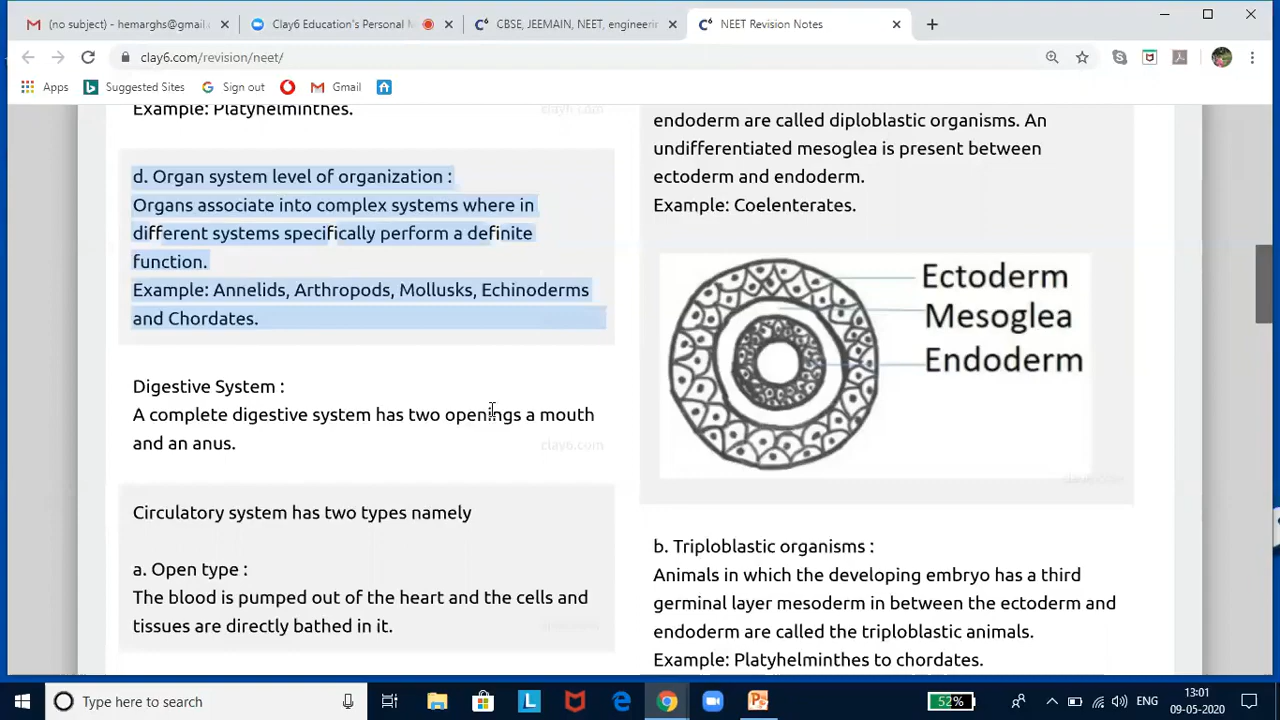 (no subject) - hemarghs@gmail
Clay6 Education's Personal M
CBSE, JEEMAIN, NEET, engineerin
NEET Revision Notes
clay6.com/revision/neet/
Apps
Suggested Sites
Sign out
Gmail
Example: Platyhelminthes.
clay6.com
d. Organ system level of organization :
Organs associate into complex systems where in
different systems specifically perform a definite
function.
Example: Annelids, Arthropods, Mollusks, Echinoderms
and Chordates.
Digestive System :
A complete digestive system has two openings a mouth
and an anus.
clay6.com
Circulatory system has two types namely
a. Open type :
The blood is pumped out of the heart and the cells and
tissues are directly bathed in it.
endoderm are called diploblastic organisms. An
undifferentiated mesoglea is present between
ectoderm and endoderm.
Example: Coelenterates.
Ectoderm
Mesoglea
Endoderm
b. Triploblastic organisms :
Animals in which the developing embryo has a third
germinal layer mesoderm in between the ectoderm and
endoderm are called the triploblastic animals.
Example: Platyhelminthes to chordates.
Type here to search
52%
ENG
13:01
09-05-2020